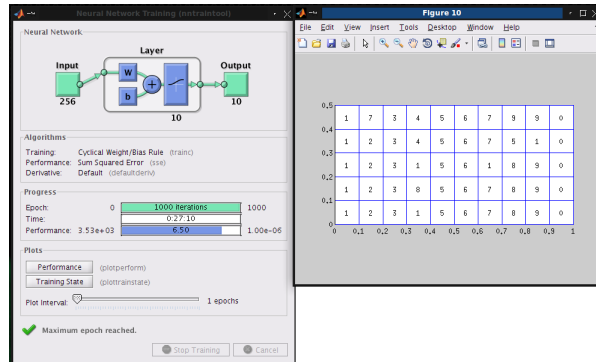 Neural Network Training (nntraintool)
Neural Network
Layer
Input
W
Output
b
256
10
10
Algorithms
Training: Cyclical Weight/Bias Rule (trainc)
Performance: Sum Squared Error (sse)
Derivative: Default (defaultderiv)
Progress
Epoch: 0 1000 iterations 1000
Time: 0:27:10
Performance: 3.53e+03 6.50 1.00e-06
Plots
Performance (plotperform)
Training State (plottrainstate)
Plot Interval: 1 epochs
Maximum epoch reached.
Stop Training Cancel
Figure 10
File Edit View Insert Tools Desktop Window Help
0.5
1 7 3 4 5 6 7 9 9 0
0.4
1 2 3 4 5 6 7 5 1 0
0.3
1 2 3 1 5 6 1 8 9 0
0.2
1 2 3 8 5 6 7 8 9 0
0.1
1 2 3 1 5 6 7 8 9 0
0
0 0.1 0.2 0.3 0.4 0.5 0.6 0.7 0.8 0.9 1